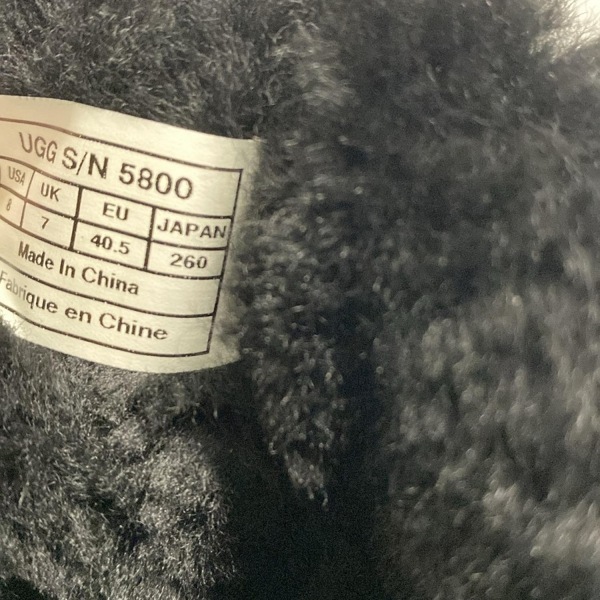 UGG S/N 5800
USA UK EU JAPAN
8 7 40.5 260
Made In China
Fabrique en Chine